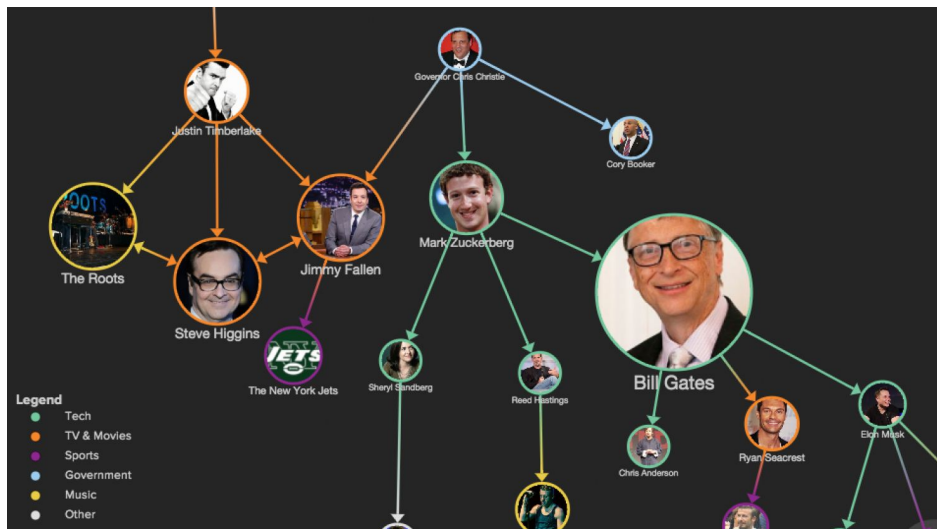 Governor Chris Christie
Justin Timberlake
Cory Booker
Mark Zuckerberg
OOTS
The Roots
Jimmy Fallen
Steve Higgins
JETS
The New York Jets
Sheryl Sandberg
Reed Hastings
Bill Gates
Elon Musk
Ryan Seacrest
Chris Anderson
Legend
Tech
TV & Movies
Sports
Government
Music
Other